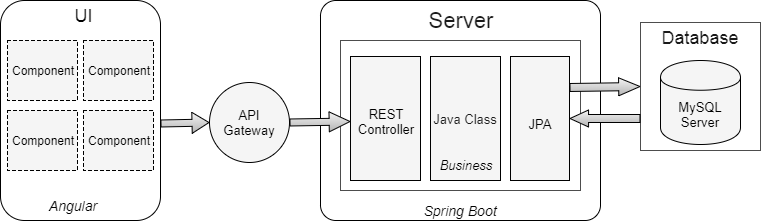 UI
Component Component
Component Component
Angular
API
Gateway
Server
REST
Controller
Java Class
Business
JPA
Spring Boot
Database
MySQL
Server